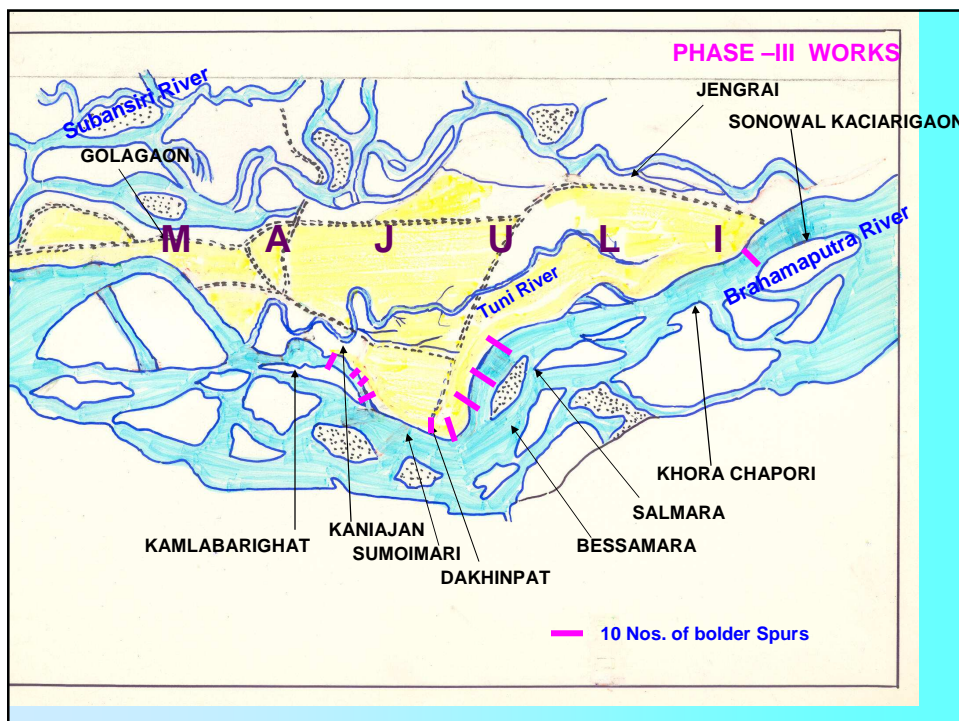 PHASE –III WORKS
JENGRAI
Subansiri River
SONOWAL KACIARIGAON
GOLAGAON
M A J U L I
Brahamaputra River
Tuni River
KHORA CHAPORI
SALMARA
KANIAJAN
KAMLABARIGHAT
SUMOIMARI
BESSAMARA
DAKHINPAT
10 Nos. of bolder Spurs